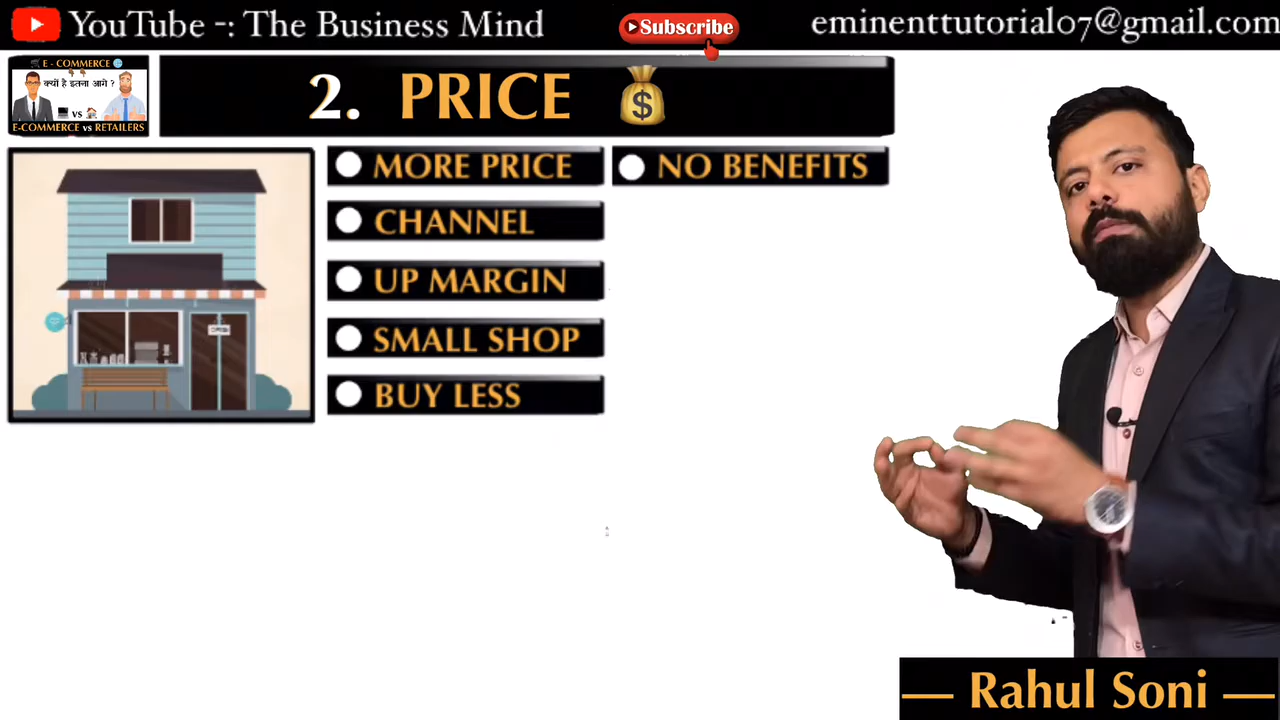 YouTube -: The Business Mind
Subscribe
eminenttutorial07@gmail.com
E - COMMERCE
क्यों है इतना आगे ?
VS
E-COMMERCE vs RETAILERS
2. PRICE
MORE PRICE
NO BENEFITS
CHANNEL
UP MARGIN
SMALL SHOP
BUY LESS
OPEN
— Rahul Soni —